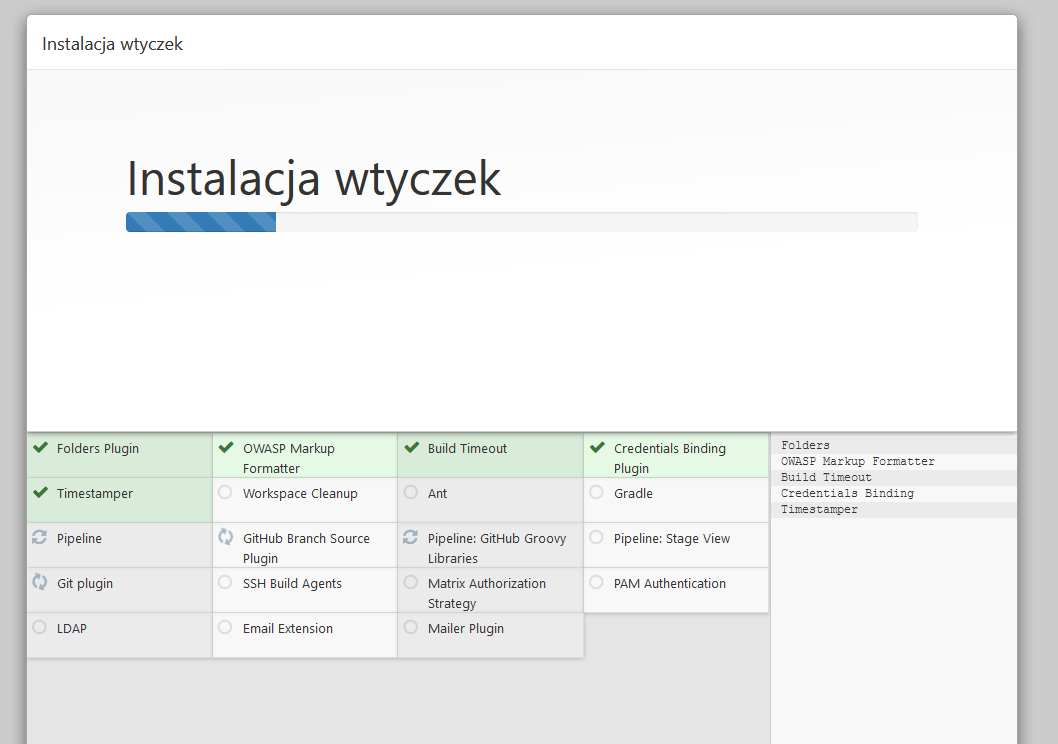 Instalacja wtyczek
Instalacja wtyczek
Folders Plugin
OWASP Markup
Formatter
Build Timeout
Credentials Binding
Plugin
Timestamper
Workspace Cleanup
Ant
Gradle
Pipeline
GitHub Branch Source
Plugin
Pipeline: GitHub Groovy
Libraries
Pipeline: Stage View
Git plugin
SSH Build Agents
Matrix Authorization
Strategy
PAM Authentication
LDAP
Email Extension
Mailer Plugin
Folders
OWASP Markup Formatter
Build Timeout
Credentials Binding
Timestamper